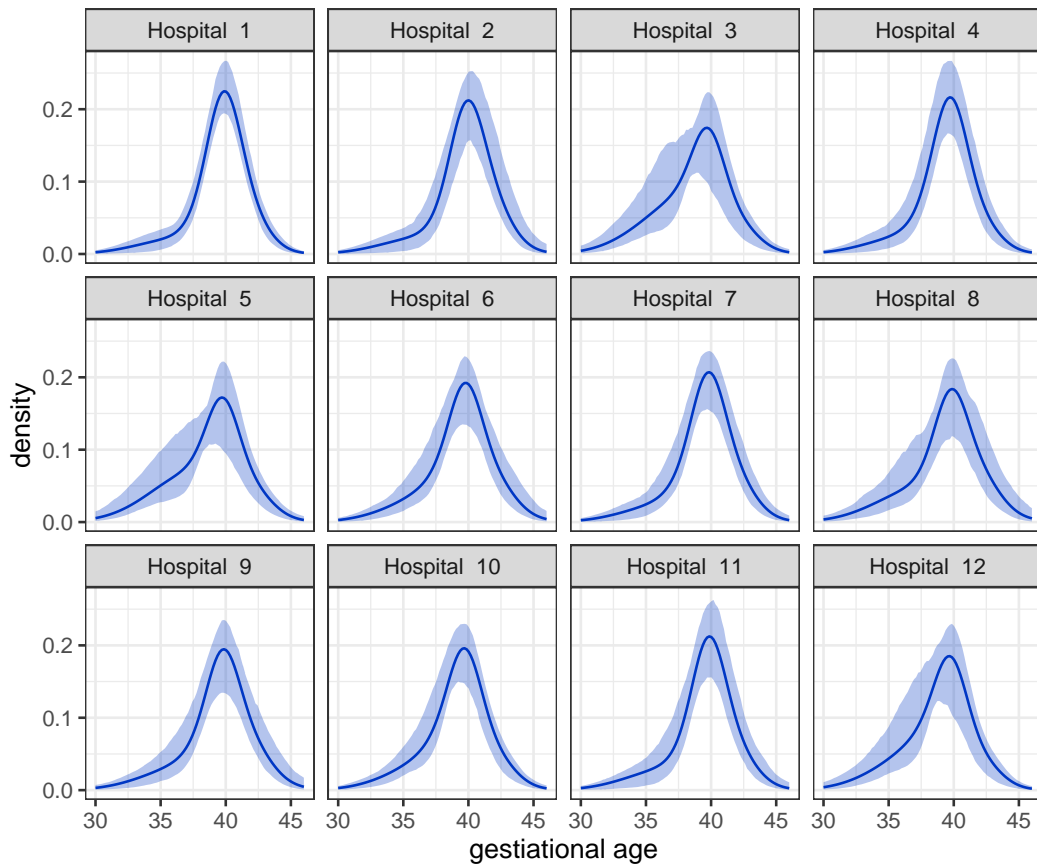 Hospital 1 Hospital 2 Hospital 3 Hospital 4
0.2
0.1
0.0
Hospital 5 Hospital 6 Hospital 7 Hospital 8
0.2
0.1
0.0
Hospital 9 Hospital 10 Hospital 11 Hospital 12
0.2
0.1
0.0
30 35 40 45 30 35 40 45 30 35 40 45 30 35 40 45
density
gestiational age